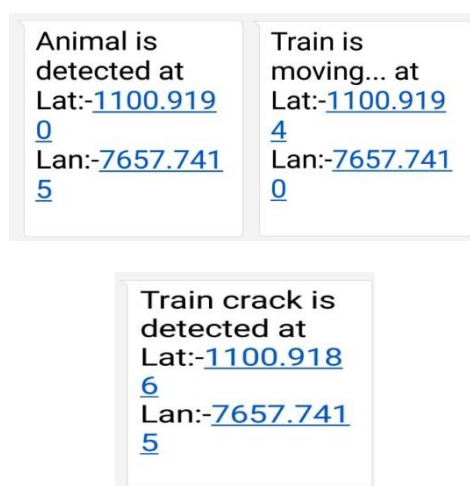 Animal is
detected at
Lat:-1100.919
0
Lan:-7657.741
5
Train is
moving... at
Lat:-1100.919
4
Lan:-7657.741
0
Train crack is
detected at
Lat:-1100.918
6
Lan:-7657.741
5